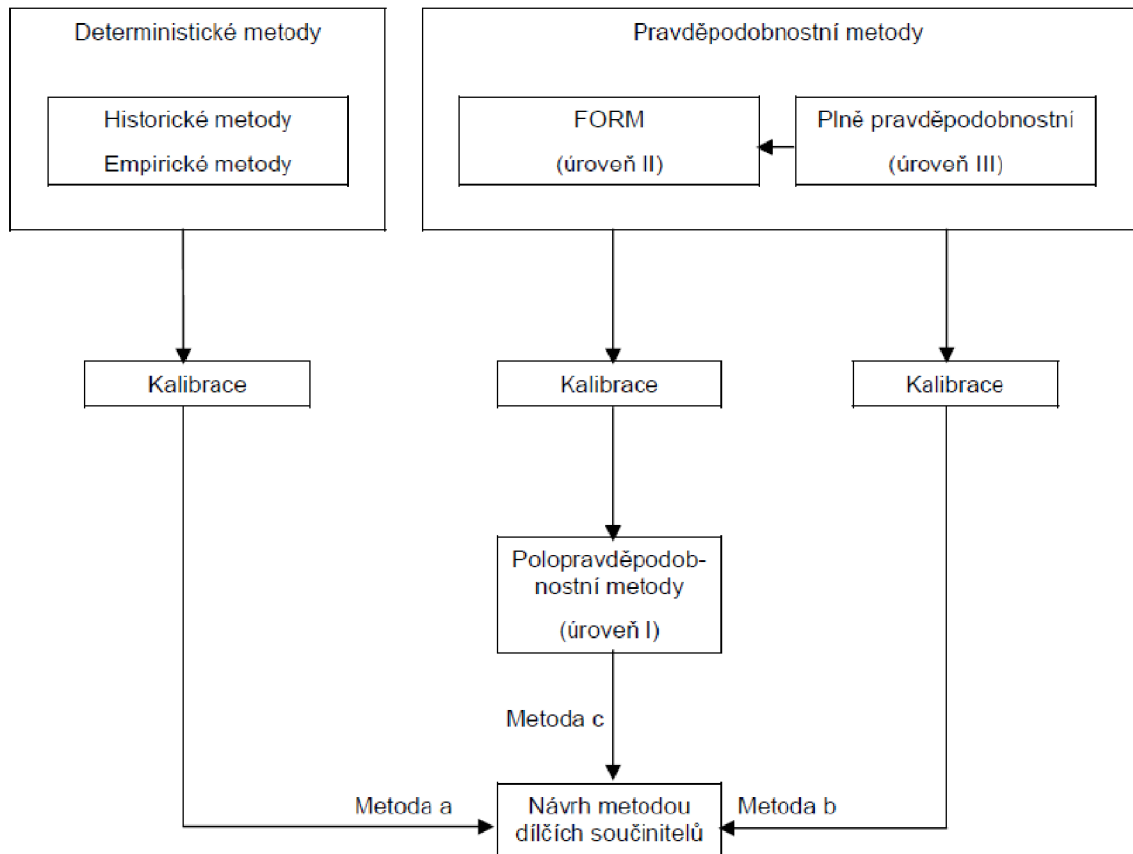 Deterministické metody
Historické metody
Empirické metody
Pravděpodobnostní metody
FORM
(úroveň II)
Plně pravděpodobnostní
(úroveň III)
Kalibrace
Kalibrace
Kalibrace
Polopravděpodob-
nostní metody
(úroveň I)
Metoda c
Metoda a
Návrh metodou
dílčích součinitelů
Metoda b